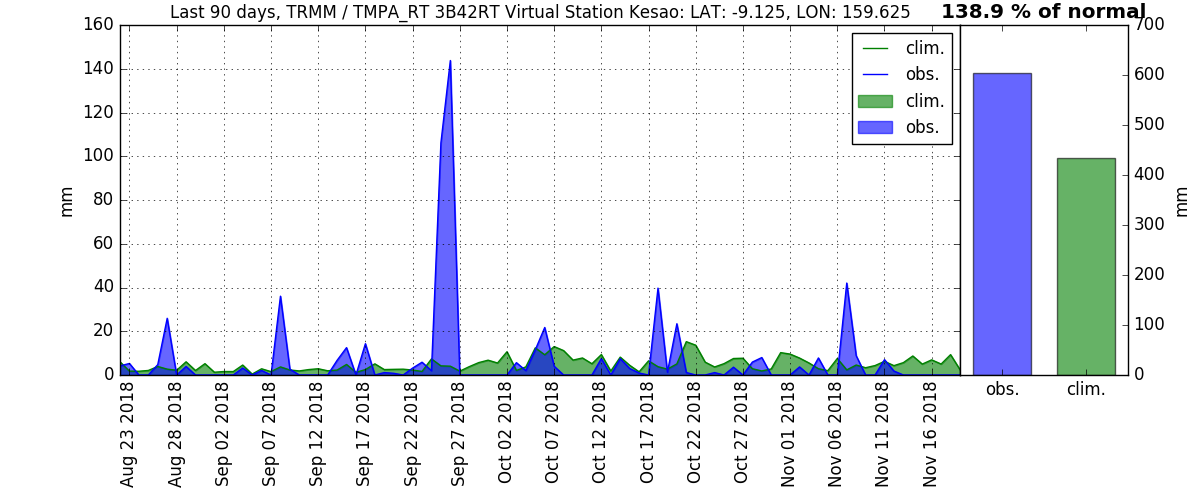 Last 90 days, TRMM / TMPA_RT 3B42RT Virtual Station Kesao: LAT: -9.125, LON: 159.625
138.9 % of normal
mm
160
140
120
100
80
60
40
20
0
clim.
obs.
clim.
obs.
Aug 23 2018
Aug 28 2018
Sep 02 2018
Sep 07 2018
Sep 12 2018
Sep 17 2018
Sep 22 2018
Sep 27 2018
Oct 02 2018
Oct 07 2018
Oct 12 2018
Oct 17 2018
Oct 22 2018
Oct 27 2018
Nov 01 2018
Nov 06 2018
Nov 11 2018
Nov 16 2018
obs.
clim.
700
600
500
400
300
200
100
0
mm